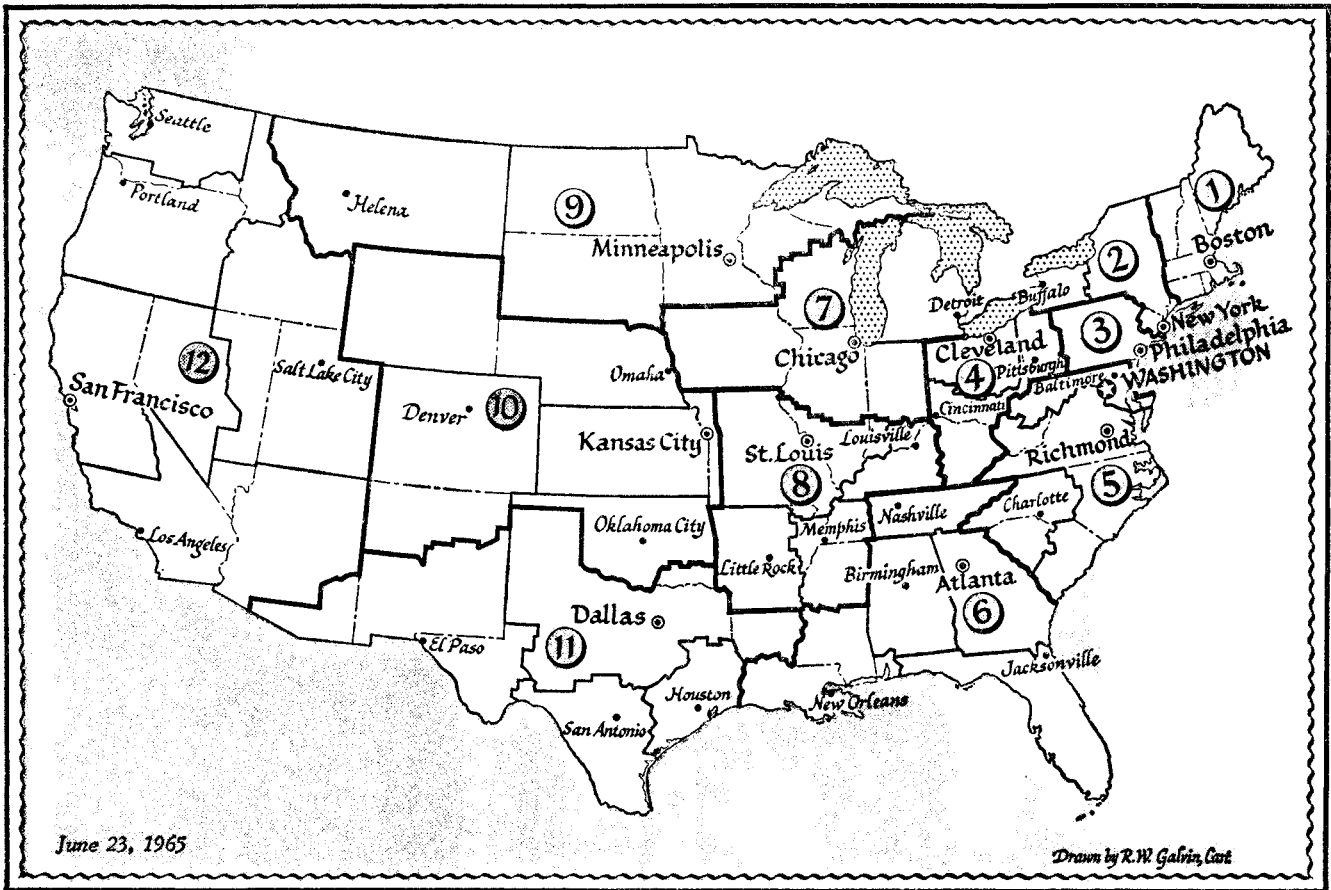 Seattle
Portland
Helena
9
Minneapolis
1
Boston
2
7
Detroit
Buffalo
New York
3
Philadelphia
Cleveland
Chicago
Pittsburgh
WASHINGTON
Baltimore
4
12
Salt Lake City
Omaha
San Francisco
Denver
10
Cincinnati
Kansas City
Louisville
St. Louis
Richmond
8
5
Charlotte
Nashville
Oklahoma City
Memphis
Los Angeles
Little Rock
Birmingham
Atlanta
6
Dallas
11
El Paso
Jacksonville
Houston
New Orleans
San Antonio
June 23, 1965
Drawn by R.W. Galvin, Cart.